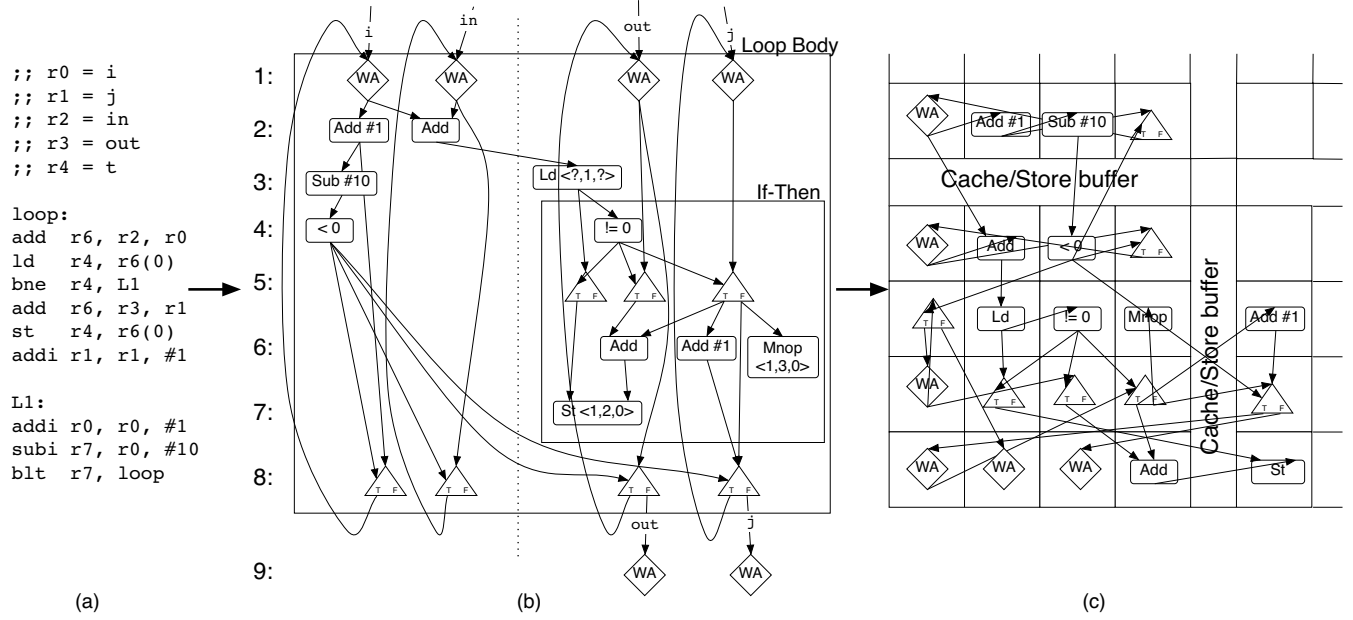 ;; r0 = i
;; r1 = j
;; r2 = in
;; r3 = out
;; r4 = t
loop:
add r6, r2, r0
ld r4, r6(0)
bne r4, L1
add r6, r3, r1
st r4, r6(0)
addi r1, r1, #1
L1:
addi r0, r0, #1
subi r7, r0, #10
blt r7, loop
(a)
i in out j
Loop Body
1: WA WA WA WA
2: Add #1 Add
3: Sub #10 Ld <?,1,?>
If-Then
4: < 0 != 0
5: T F T F T F
6: Add Add #1 Mnop
<1,3,0>
7: St <1,2,0>
8: T F T F T F T F
out j
9: WA WA
(b)
WA Add #1 Sub #10 T F
Cache/Store buffer
WA Add < 0 T F
Cache/Store buffer
T F Ld != 0 Mnop Add #1
WA T F T F T F T F
WA WA WA Add St
(c)